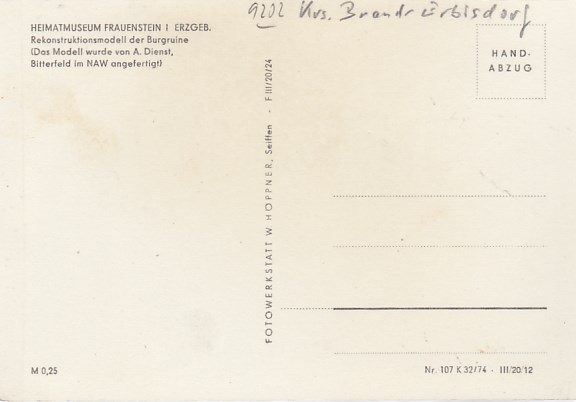 9202 Krs. Brand-Erbisdorf
HEIMATMUSEUM FRAUENSTEIN I ERZGEB.
Rekonstruktionsmodell der Burgruine
(Das Modell wurde von A. Dienst,
Bitterfeld im NAW angefertigt)
HAND-
ABZUG
FOTOWERKSTATT W HÖPPNER, Seiffen · F III/20/24
M 0,25
Nr. 107 K 32/74 · III/20/12